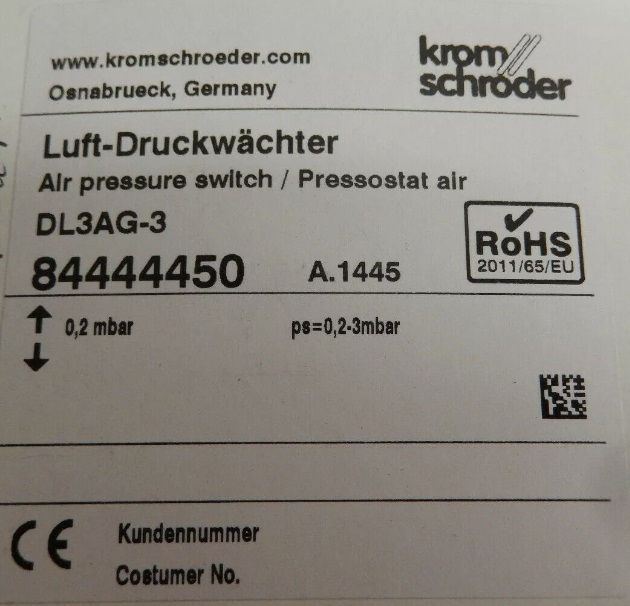 www.kromschroeder.com
Osnabrueck, Germany
krom
schröder
Luft-Druckwächter
Air pressure switch / Pressostat air
DL3AG-3
84444450 A.1445
RoHS
2011/65/EU
0,2 mbar ps=0,2-3mbar
CE Kundennummer
Costumer No.